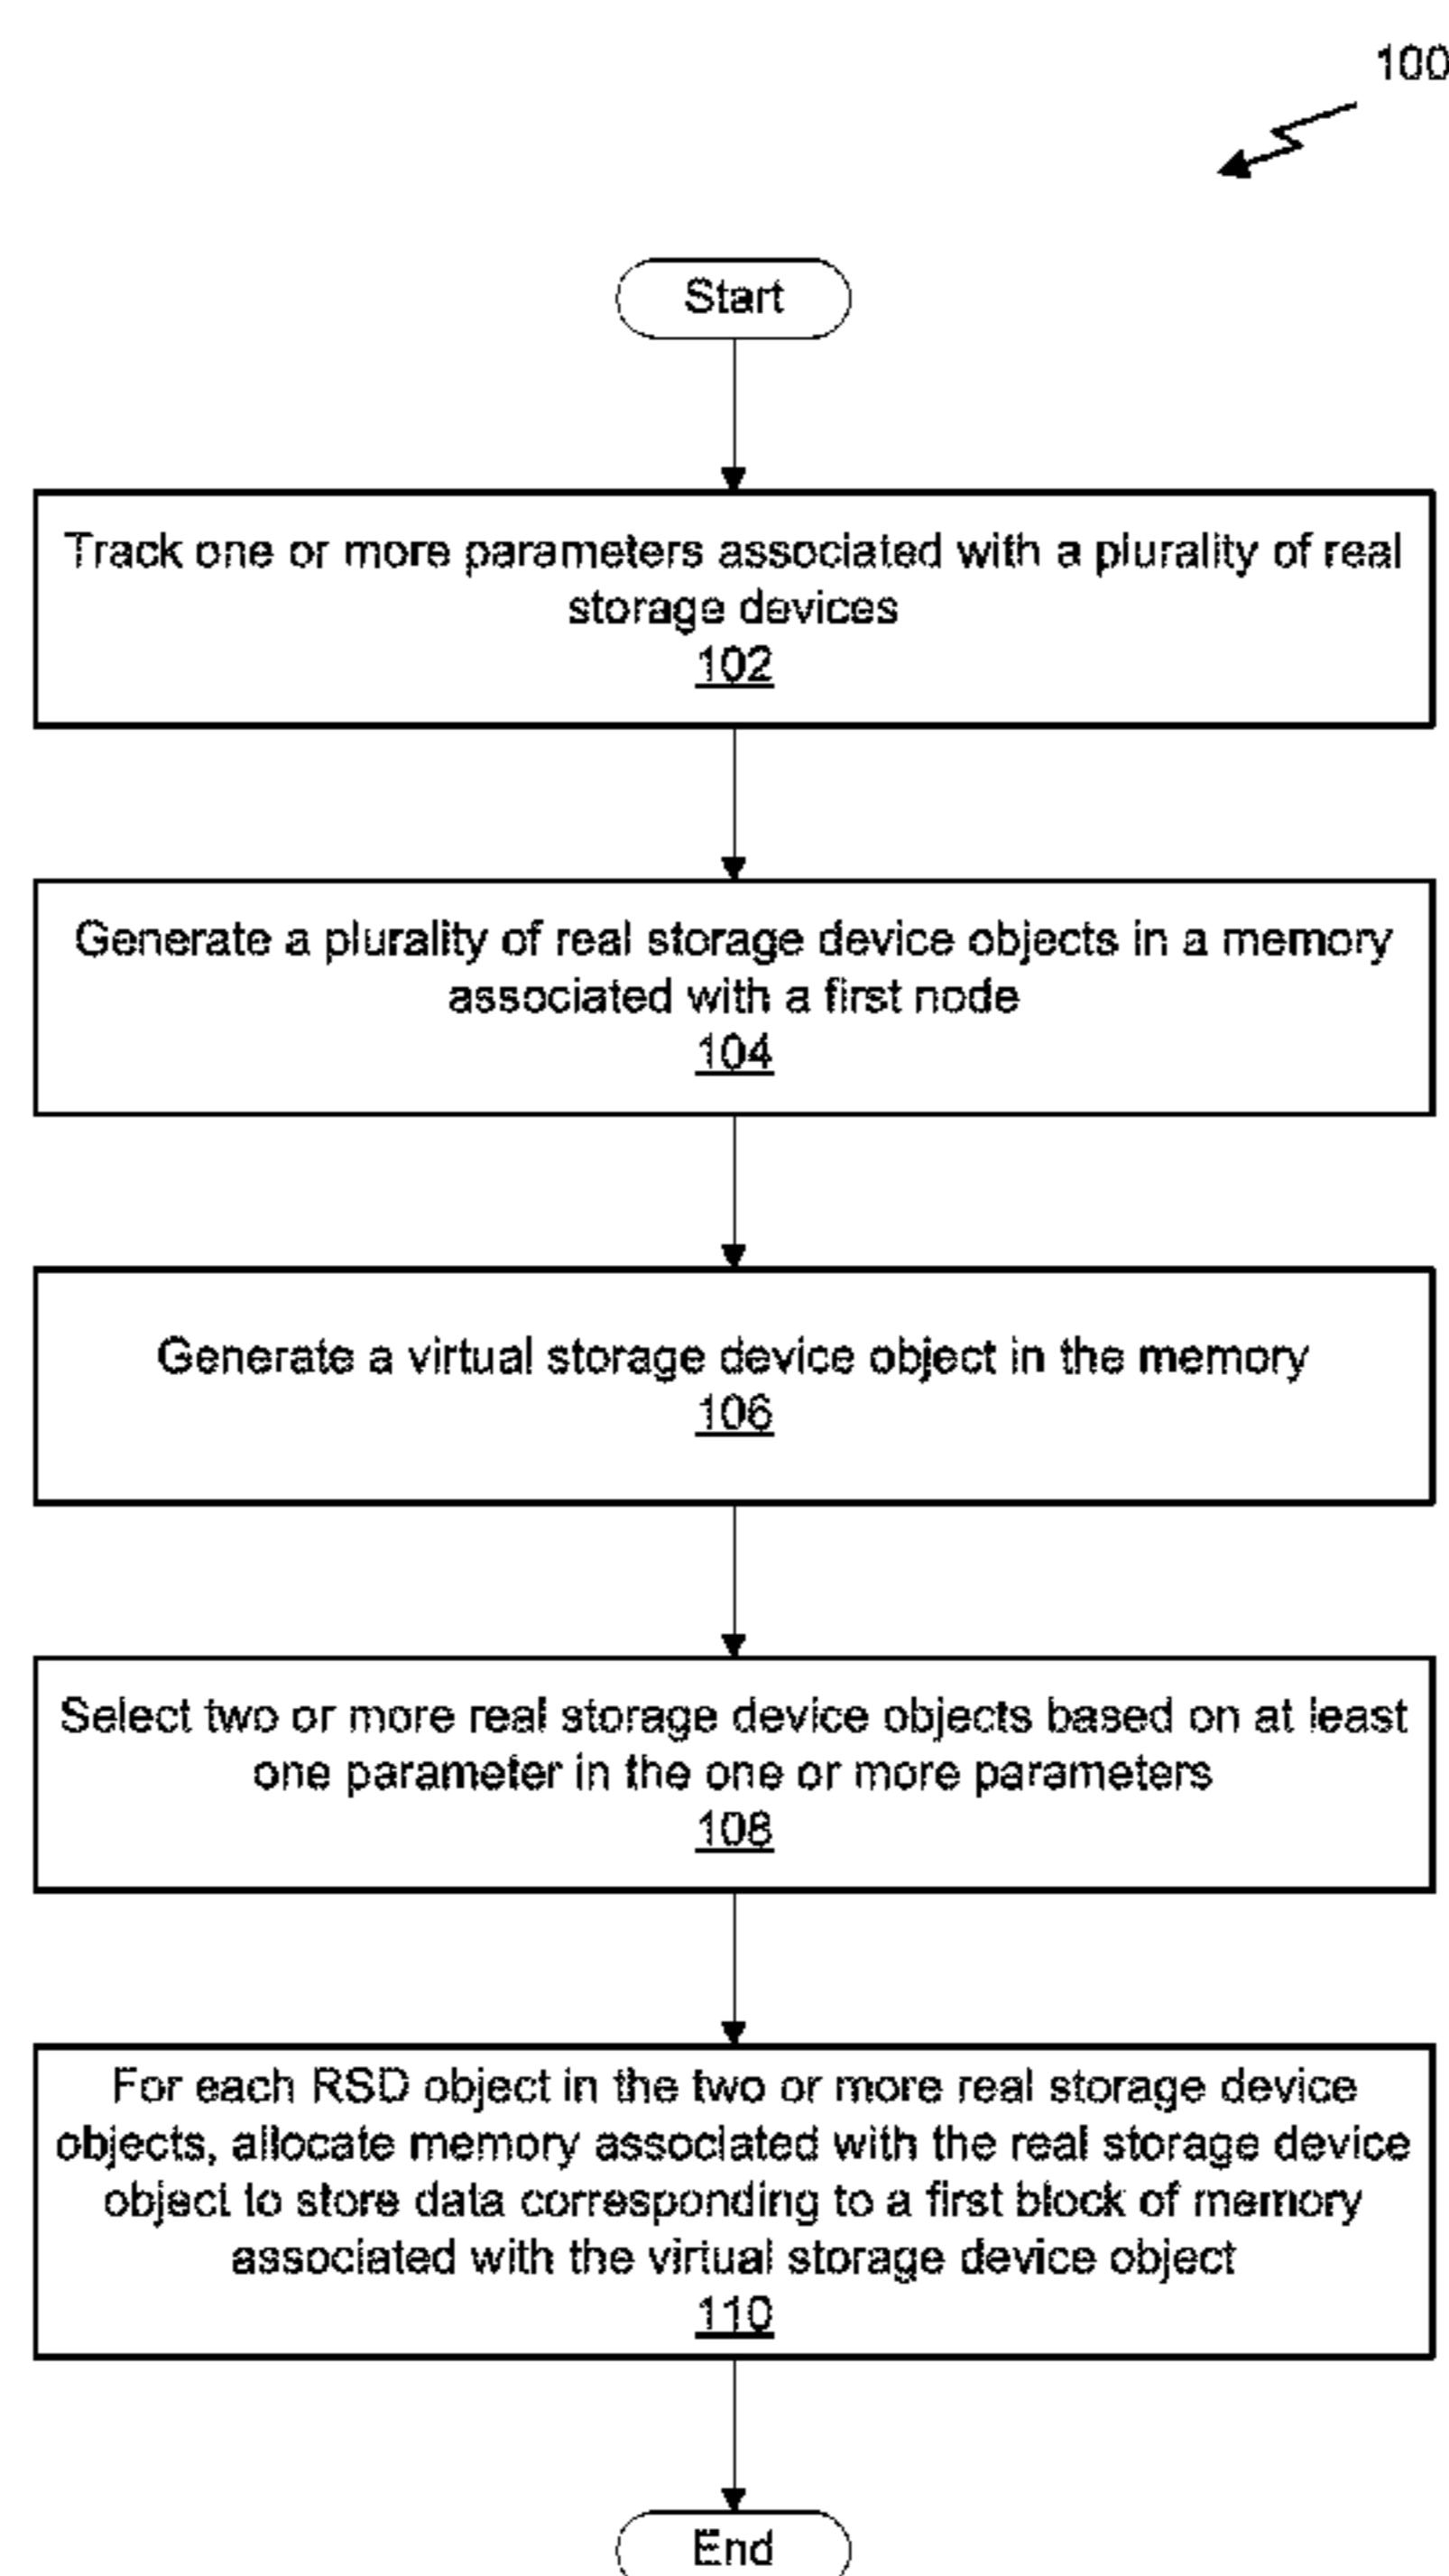 100
Start
Track one or more parameters associated with a plurality of real
storage devices
102
Generate a plurality of real storage device objects in a memory
associated with a first node
104
Generate a virtual storage device object in the memory
106
Select two or more real storage device objects based on at least
one parameter in the one or more parameters
108
For each RSD object in the two or more real storage device
objects, allocate memory associated with the real storage device
object to store data corresponding to a first block of memory
associated with the virtual storage device object
110
End